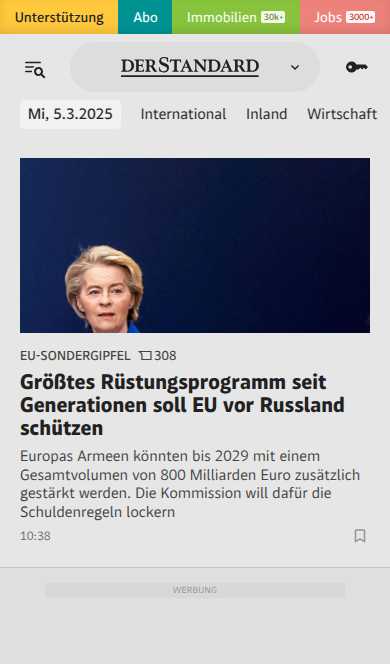 Unterstützung Abo Immobilien 30k+ Jobs 3000+
DERSTANDARD
Mi, 5.3.2025 International Inland Wirtschaft
EU-SONDERGIPFEL 308
Größtes Rüstungsprogramm seit
Generationen soll EU vor Russland
schützen
Europas Armeen könnten bis 2029 mit einem
Gesamtvolumen von 800 Milliarden Euro zusätzlich
gestärkt werden. Die Kommission will dafür die
Schuldenregeln lockern
10:38
WERBUNG